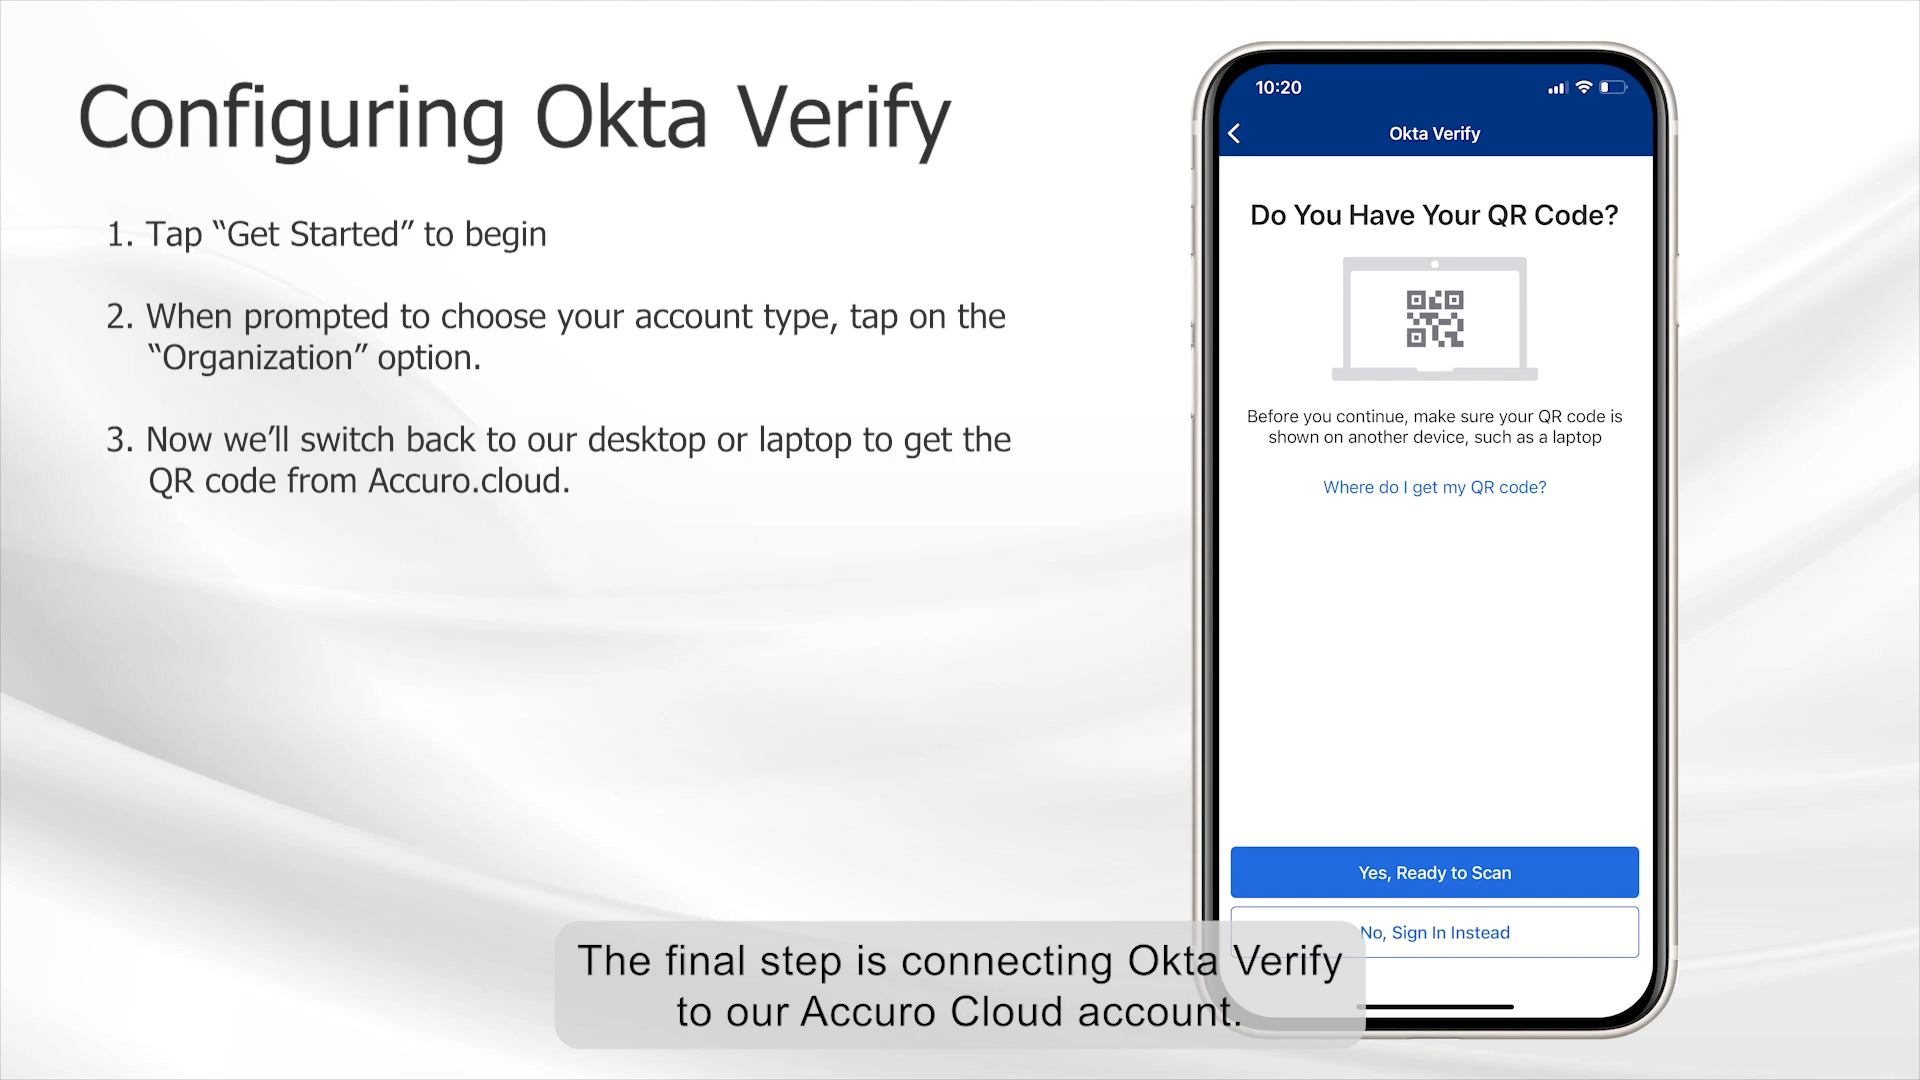 Configuring Okta Verify
1. Tap “Get Started” to begin
2. When prompted to choose your account type, tap on the
“Organization” option.
3. Now we’ll switch back to our desktop or laptop to get the
QR code from Accuro.cloud.
10:20
Okta Verify
Do You Have Your QR Code?
Before you continue, make sure your QR code is
shown on another device, such as a laptop
Where do I get my QR code?
Yes, Ready to Scan
No, Sign In Instead
The final step is connecting Okta Verify
to our Accuro Cloud account.